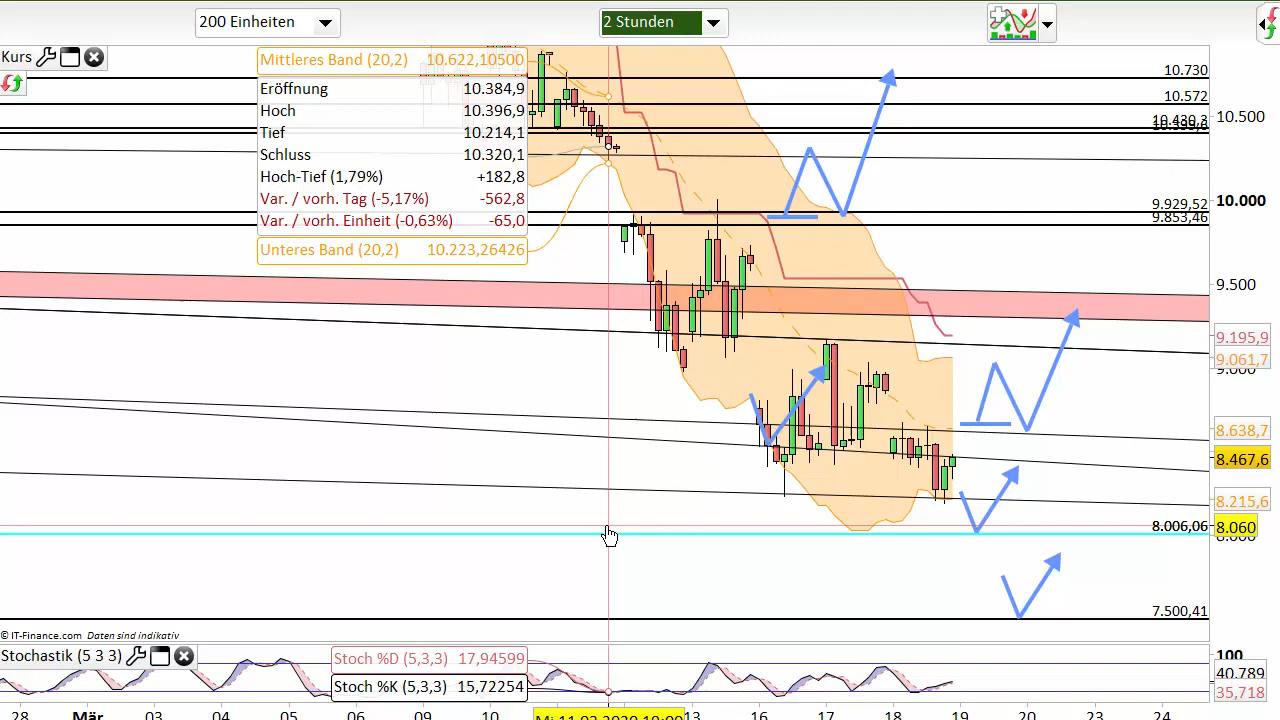 200 Einheiten
2 Stunden
Kurs
Mittleres Band (20,2) 10.622,10500
Eröffnung 10.384,9
Hoch 10.396,9
Tief 10.214,1
Schluss 10.320,1
Hoch-Tief (1,79%) +182,8
Var. / vorh. Tag (-5,17%) -562,8
Var. / vorh. Einheit (-0,63%) -65,0
Unteres Band (20,2) 10.223,26426
10.730
10.572
10.500
10.000
9.929,52
9.853,46
9.500
9.195,9
9.061,7
9.000
8.638,7
8.467,6
8.215,6
8.006,06
8.060
8.000
7.500,41
© IT-Finance.com Daten sind indikativ
Stochastik (5 3 3)
Stoch %D (5,3,3) 17,94599
Stoch %K (5,3,3) 15,72254
100
40,789
35,718
28 Mär 03 04 05 06 09 10 13 16 17 18 19 20 23 24